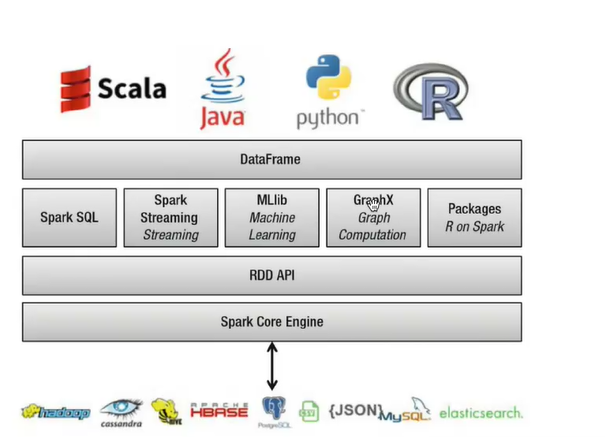 Scala
Java
python
R
DataFrame
Spark SQL
Spark
Streaming
Streaming
MLlib
Machine
Learning
GraphX
Graph
Computation
Packages
R on Spark
RDD API
Spark Core Engine
hadoop
cassandra
HIVE
APACHE
HBASE
PostgreSQL
CSV
{JSON}
MySQL
elasticsearch.